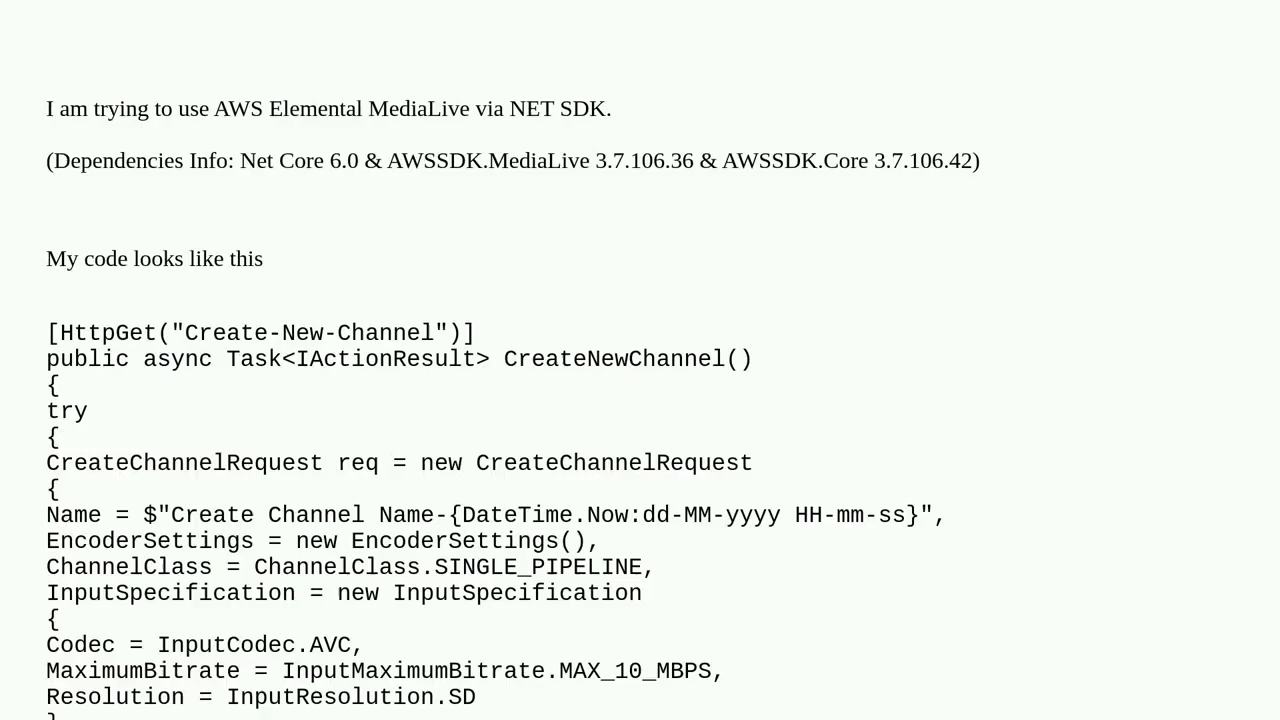 I am trying to use AWS Elemental MediaLive via NET SDK.
(Dependencies Info: Net Core 6.0 & AWSSDK.MediaLive 3.7.106.36 & AWSSDK.Core 3.7.106.42)
My code looks like this
[HttpGet("Create-New-Channel")]
public async Task<IActionResult> CreateNewChannel()
{
try
{
CreateChannelRequest req = new CreateChannelRequest
{
Name = $"Create Channel Name-{DateTime.Now:dd-MM-yyyy HH-mm-ss}",
EncoderSettings = new EncoderSettings(),
ChannelClass = ChannelClass.SINGLE_PIPELINE,
InputSpecification = new InputSpecification
{
Codec = InputCodec.AVC,
MaximumBitrate = InputMaximumBitrate.MAX_10_MBPS,
Resolution = InputResolution.SD
}